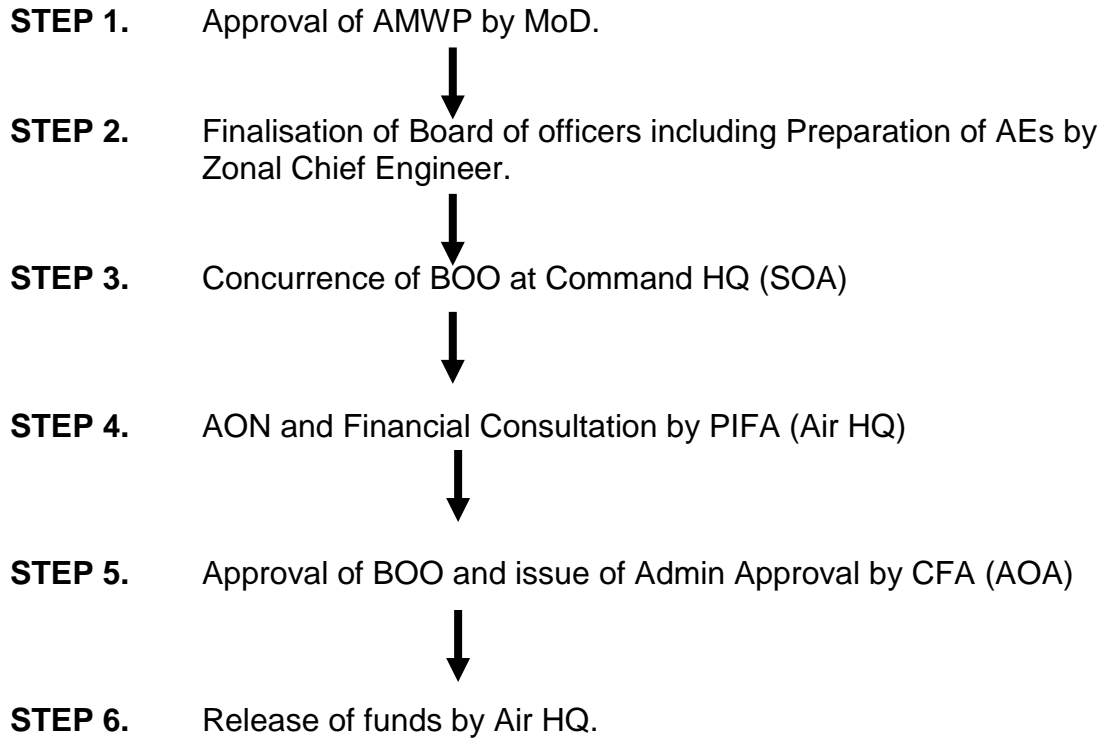 STEP 1. Approval of AMWP by MoD.
STEP 2. Finalisation of Board of officers including Preparation of AEs by
Zonal Chief Engineer.
STEP 3. Concurrence of BOO at Command HQ (SOA)
STEP 4. AON and Financial Consultation by PIFA (Air HQ)
STEP 5. Approval of BOO and issue of Admin Approval by CFA (AOA)
STEP 6. Release of funds by Air HQ.